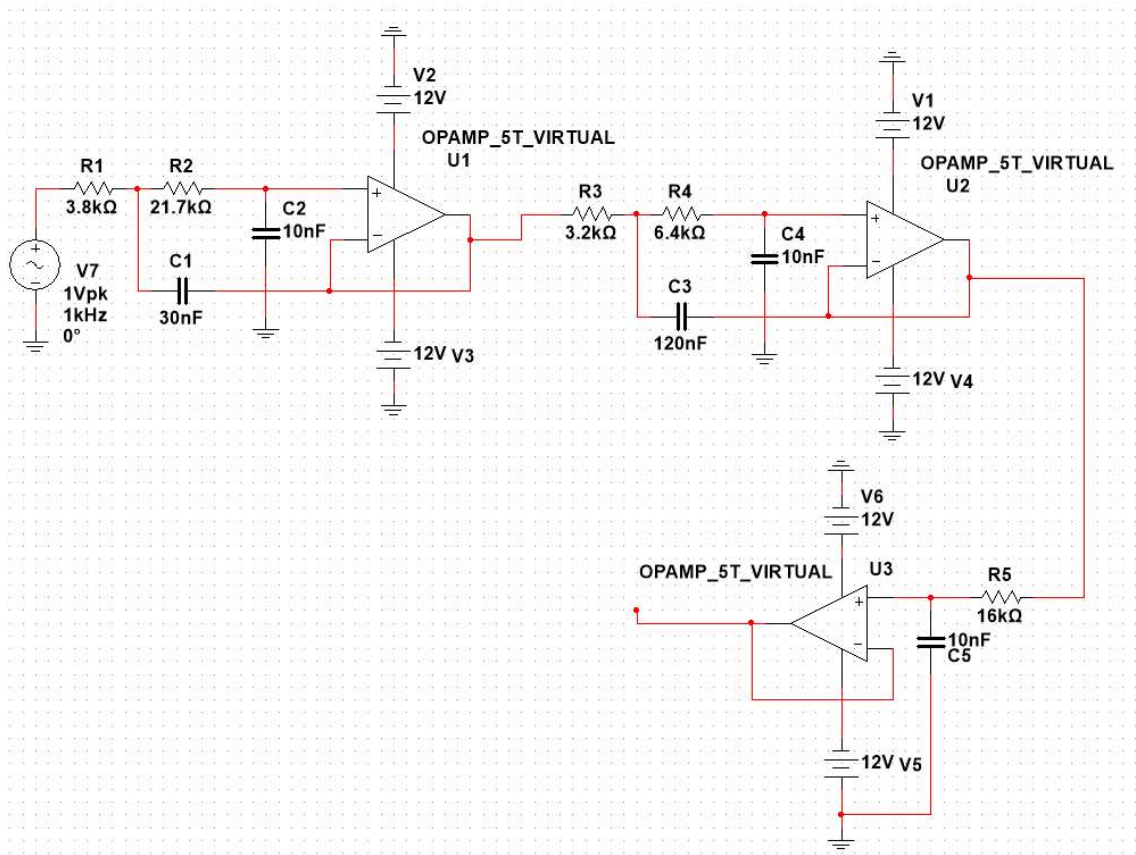 V2
12V
OPAMP_5T_VIRTUAL
U1
R1
3.8kΩ
R2
21.7kΩ
C2
10nF
+
−
C1
30nF
+
−
V7
1Vpk
1kHz
0°
12V V3
V1
12V
OPAMP_5T_VIRTUAL
U2
R3
3.2kΩ
R4
6.4kΩ
C4
10nF
+
−
C3
120nF
12V V4
V6
12V
OPAMP_5T_VIRTUAL
U3
R5
16kΩ
+
−
10nF
C5
12V V5